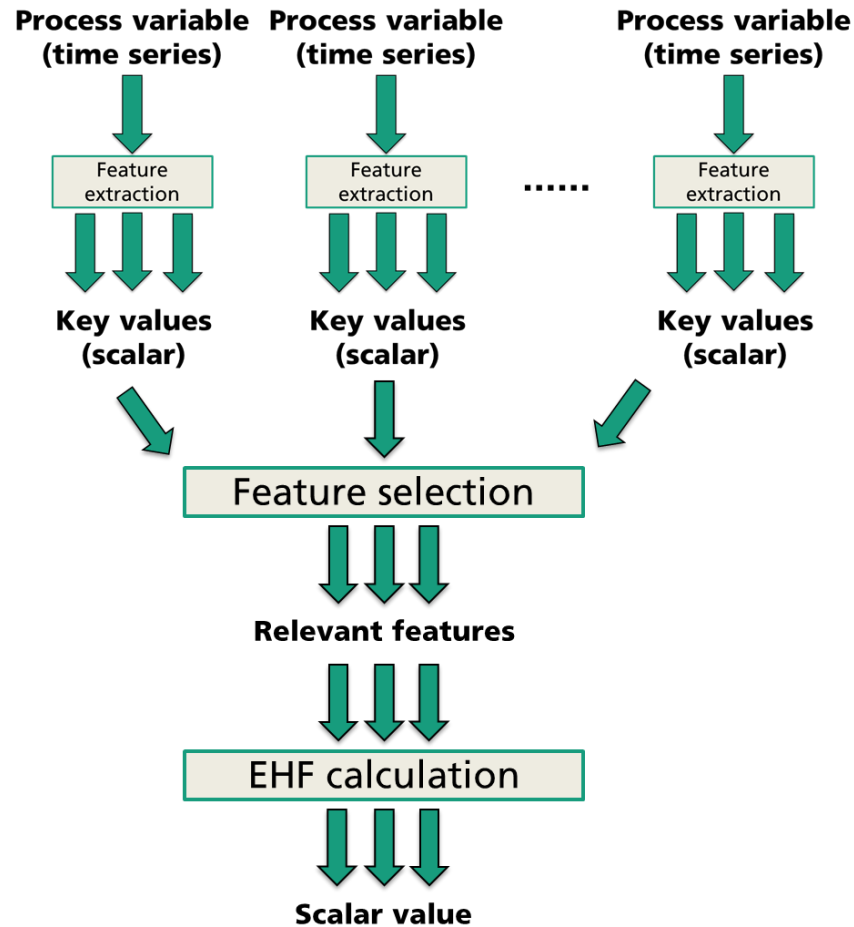 Process variable
(time series)
Process variable
(time series)
Process variable
(time series)
Feature
extraction
Feature
extraction
......
Feature
extraction
Key values
(scalar)
Key values
(scalar)
Key values
(scalar)
Feature selection
Relevant features
EHF calculation
Scalar value